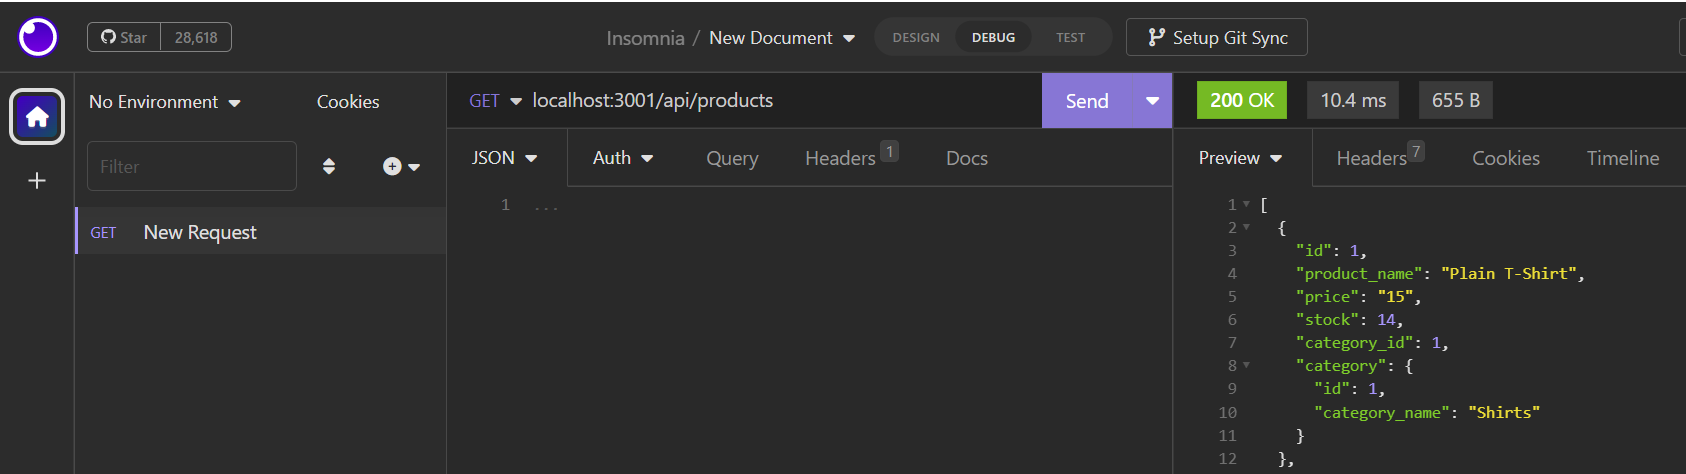 Star 28,618
Insomnia / New Document DESIGN DEBUG TEST Setup Git Sync
No Environment Cookies
Filter
GET New Request
GET localhost:3001/api/products Send
JSON Auth Query Headers 1 Docs
1 ...
200 OK 10.4 ms 655 B
Preview Headers 7 Cookies Timeline
1 [
2 {
3 "id": 1,
4 "product_name": "Plain T-Shirt",
5 "price": "15",
6 "stock": 14,
7 "category_id": 1,
8 "category": {
9 "id": 1,
10 "category_name": "Shirts"
11 }
12 },